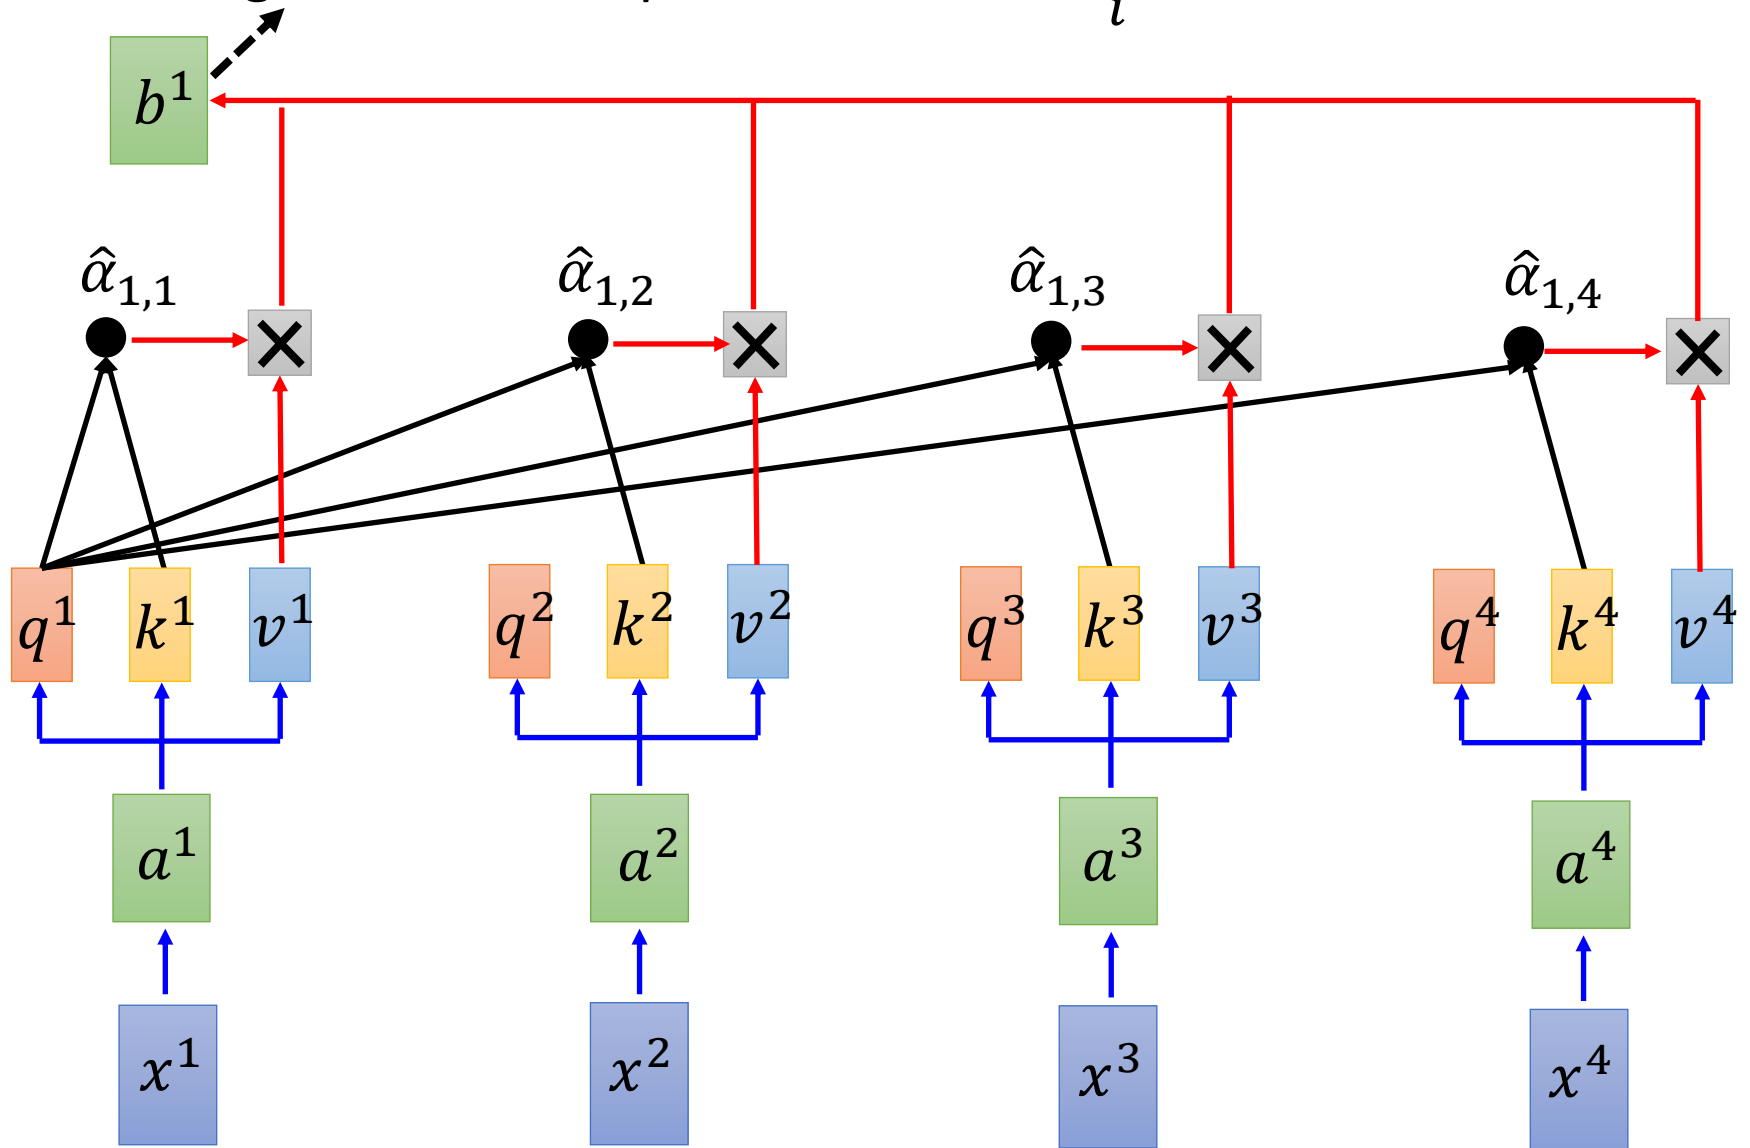 i
b¹
α̂₁,₁ α̂₁,₂ α̂₁,₃ α̂₁,₄
q¹ k¹ v¹ q² k² v² q³ k³ v³ q⁴ k⁴ v⁴
a¹ a² a³ a⁴
x¹ x² x³ x⁴